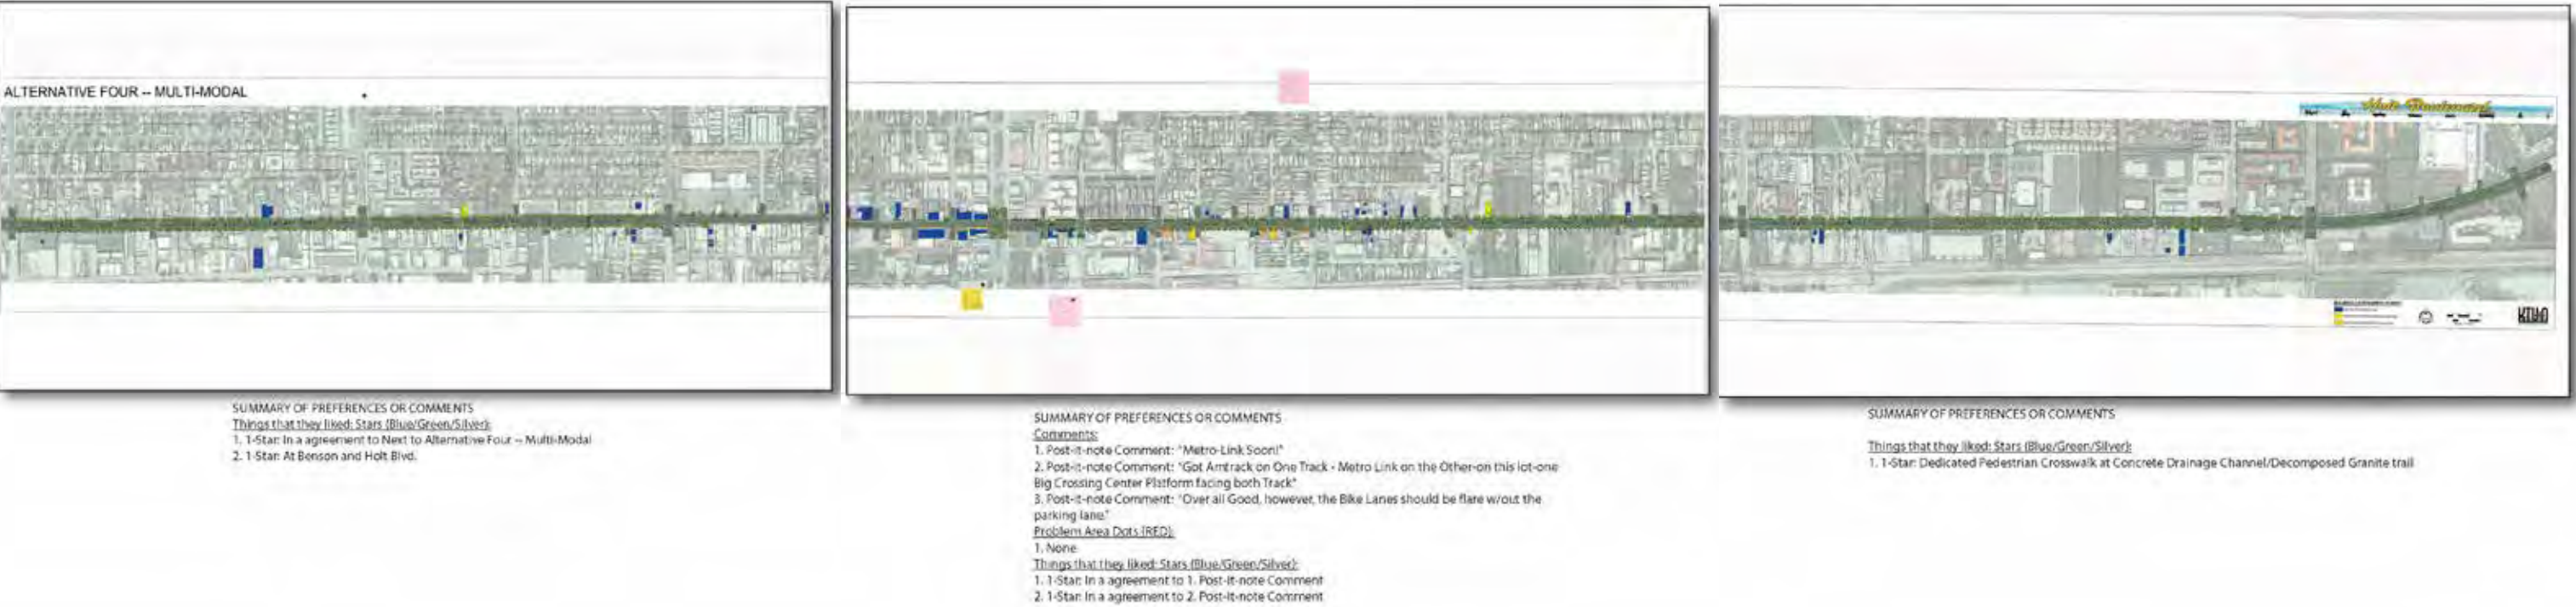 ALTERNATIVE FOUR -- MULTI-MODAL
SUMMARY OF PREFERENCES OR COMMENTS
Things that they liked: Stars (Blue/Green/Silver):
1. 1-Star: In a agreement to Next to Alternative Four -- Multi-Modal
2. 1-Star: At Benson and Holt Blvd.
SUMMARY OF PREFERENCES OR COMMENTS
Comments:
1. Post-it-note Comment: "Metro-Link Soon!"
2. Post-it-note Comment: "Got Amtrack on One Track - Metro Link on the Other-on this lot-one
Big Crossing Center Platform facing both Track"
3. Post-it-note Comment: "Over all Good, however, the Bike Lanes should be flare w/out the
parking lane."
Problem Area Dots (RED):
1. None
Things that they liked: Stars (Blue/Green/Silver):
1. 1-Star: In a agreement to 1. Post-it-note Comment
2. 1-Star: In a agreement to 2. Post-it-note Comment
Holt Boulevard
KTU+A
SUMMARY OF PREFERENCES OR COMMENTS
Things that they liked: Stars (Blue/Green/Silver):
1. 1-Star: Dedicated Pedestrian Crosswalk at Concrete Drainage Channel/Decomposed Granite trail